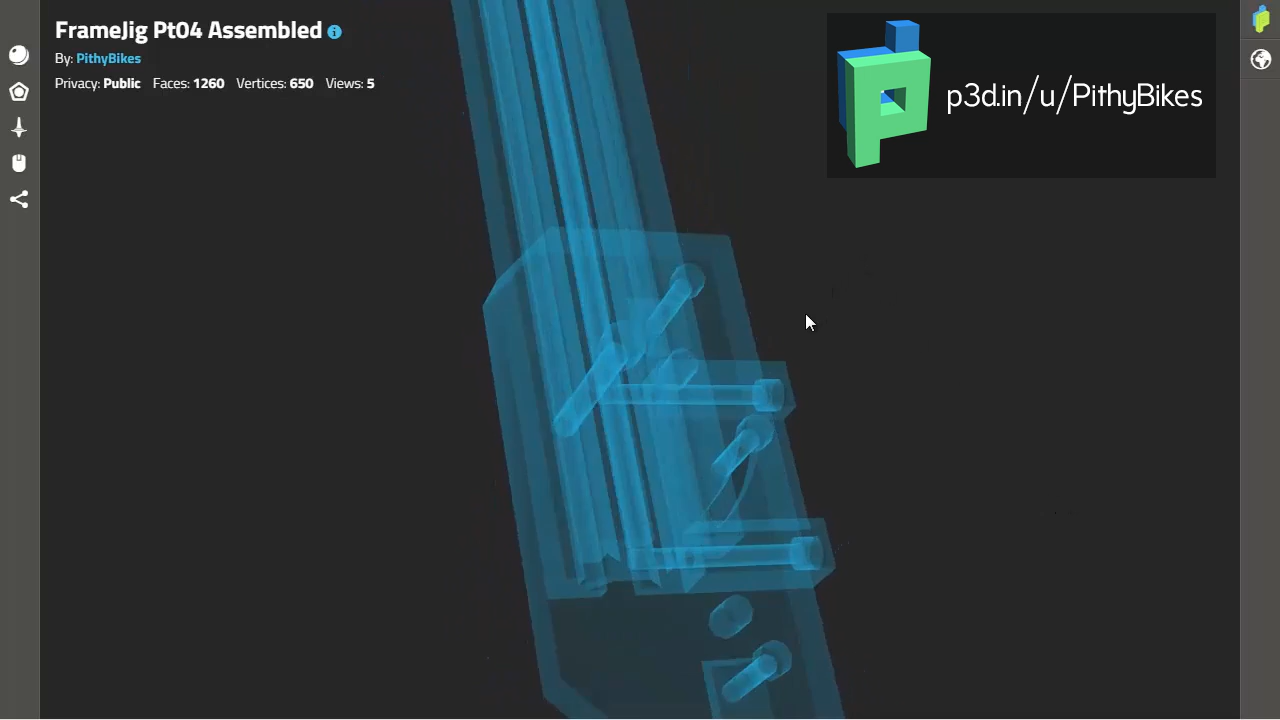 FrameJig Pt04 Assembled
By: PithyBikes
Privacy: Public Faces: 1260 Vertices: 650 Views: 5
p3d.in/u/PithyBikes